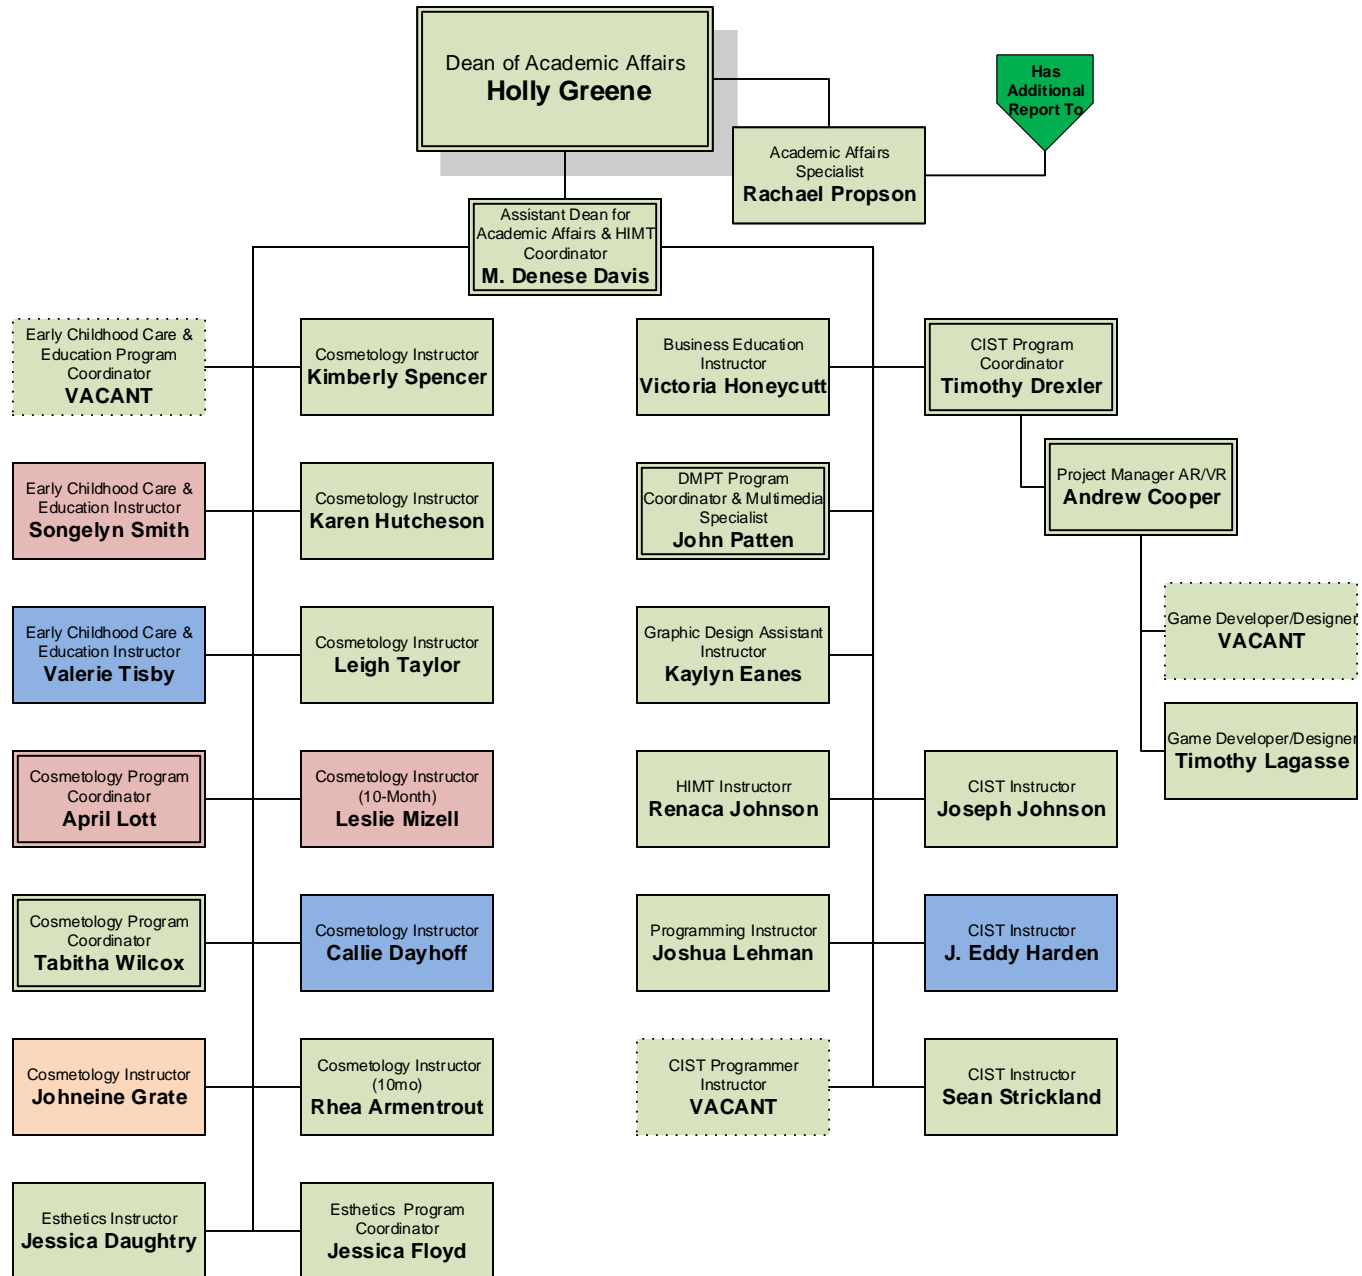 Dean of Academic Affairs
Holly Greene
Has
Additional
Report To
Academic Affairs
Specialist
Rachael Propson
Assistant Dean for
Academic Affairs & HIMT
Coordinator
M. Denese Davis
Early Childhood Care &
Education Program
Coordinator
VACANT
Cosmetology Instructor
Kimberly Spencer
Business Education
Instructor
Victoria Honeycutt
CIST Program
Coordinator
Timothy Drexler
Project Manager AR/VR
Andrew Cooper
Early Childhood Care &
Education Instructor
Songelyn Smith
Cosmetology Instructor
Karen Hutcheson
DMPT Program
Coordinator & Multimedia
Specialist
John Patten
Game Developer/Designer
VACANT
Early Childhood Care &
Education Instructor
Valerie Tisby
Cosmetology Instructor
Leigh Taylor
Graphic Design Assistant
Instructor
Kaylyn Eanes
Game Developer/Designer
Timothy Lagasse
Cosmetology Program
Coordinator
April Lott
Cosmetology Instructor
(10-Month)
Leslie Mizell
HIMT Instructorr
Renaca Johnson
CIST Instructor
Joseph Johnson
Cosmetology Program
Coordinator
Tabitha Wilcox
Cosmetology Instructor
Callie Dayhoff
Programming Instructor
Joshua Lehman
CIST Instructor
J. Eddy Harden
Cosmetology Instructor
Johneine Grate
Cosmetology Instructor
(10mo)
Rhea Armentrout
CIST Programmer
Instructor
VACANT
CIST Instructor
Sean Strickland
Esthetics Instructor
Jessica Daughtry
Esthetics Program
Coordinator
Jessica Floyd